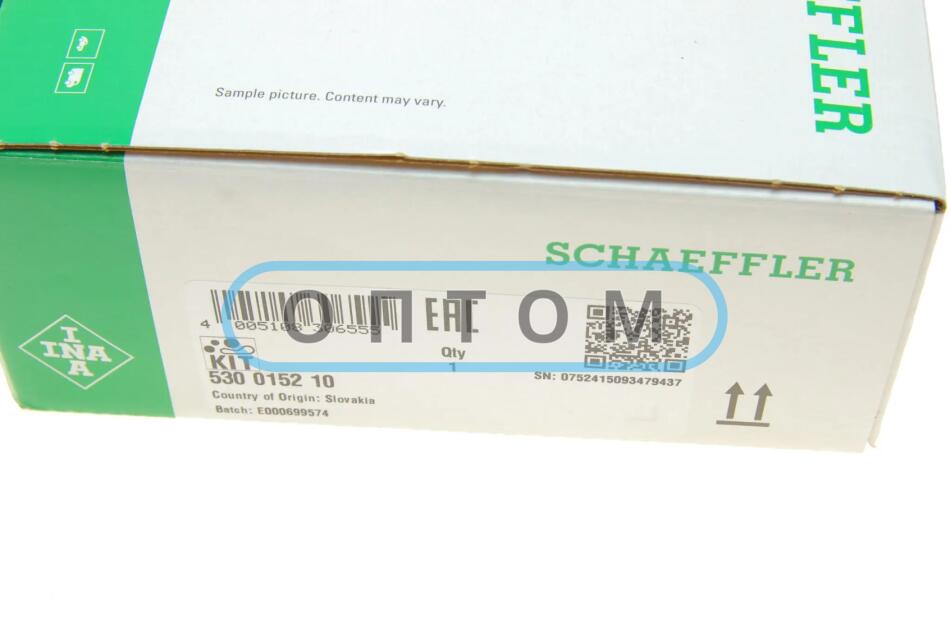 FFLER
Sample picture. Content may vary.
SCHAEFFLER
I
INA
A
4 005108 306555
EAC
ОПТОМ
KIT
Qty
1
530 0152 10
SN: 0752415093479437
Country of Origin: Slovakia
Batch: E000699574